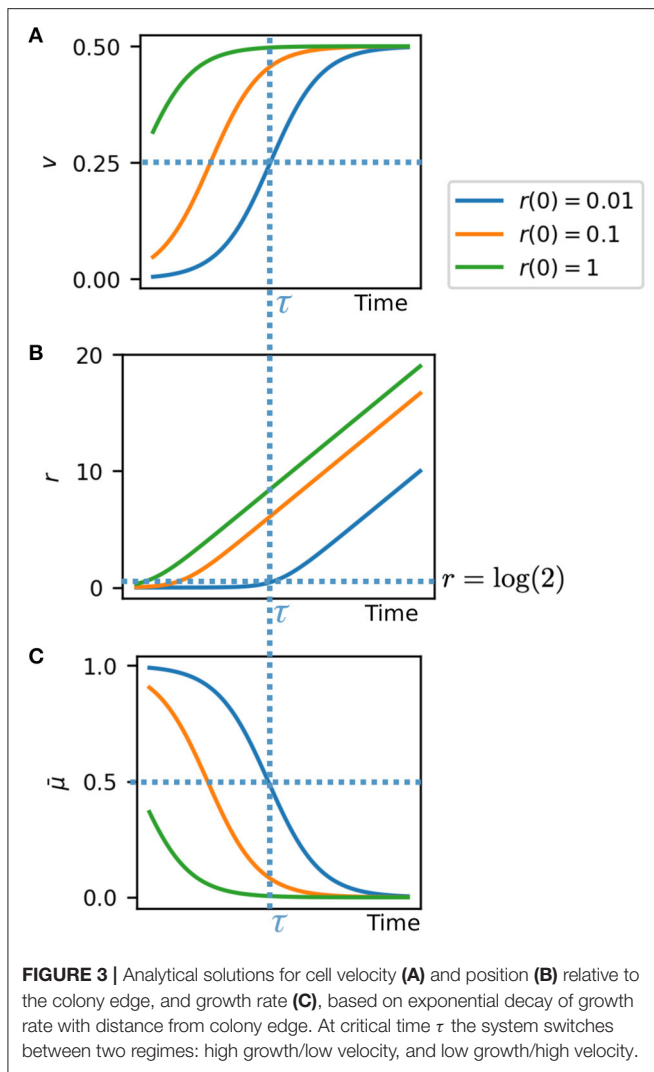 A
0.50
v
0.25
0.00
τ
Time
r(0) = 0.01
r(0) = 0.1
r(0) = 1
B
20
r
10
0
r = log(2)
τ
Time
C
1.0
μ̄
0.5
0.0
τ
Time
FIGURE 3 | Analytical solutions for cell velocity (A) and position (B) relative to
the colony edge, and growth rate (C), based on exponential decay of growth
rate with distance from colony edge. At critical time τ the system switches
between two regimes: high growth/low velocity, and low growth/high velocity.